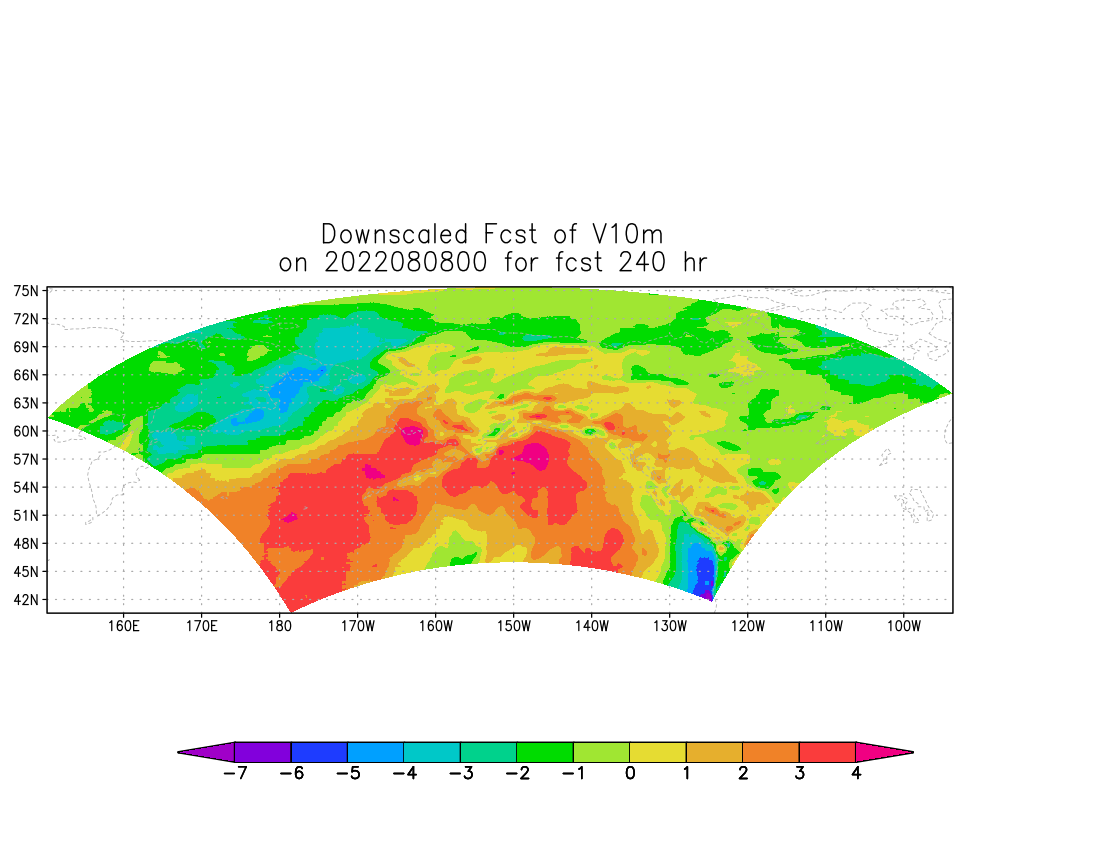 Downscaled Fcst of V10m
on 2022080800 for fcst 240 hr
75N
72N
69N
66N
63N
60N
57N
54N
51N
48N
45N
42N
160E 170E 180 170W 160W 150W 140W 130W 120W 110W 100W
-7 -6 -5 -4 -3 -2 -1 0 1 2 3 4